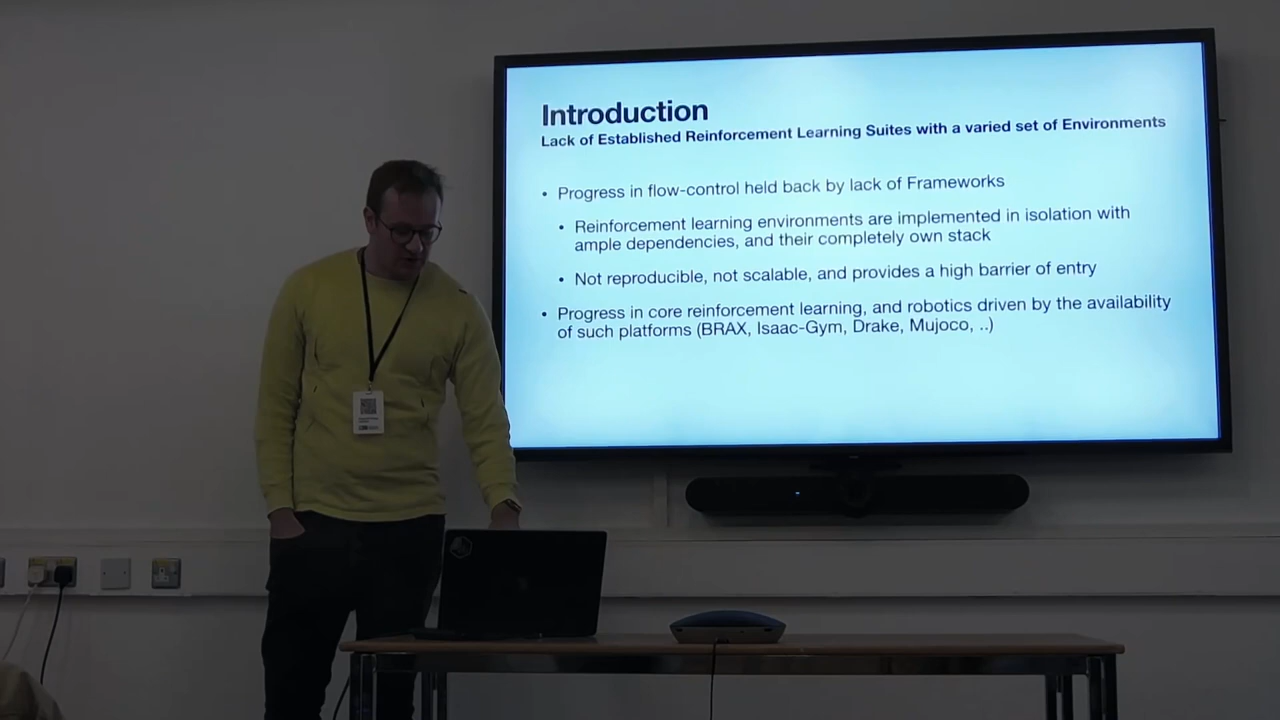 Introduction
Lack of Established Reinforcement Learning Suites with a varied set of Environments
• Progress in flow-control held back by lack of Frameworks
• Reinforcement learning environments are implemented in isolation with
ample dependencies, and their completely own stack
• Not reproducible, not scalable, and provides a high barrier of entry
• Progress in core reinforcement learning, and robotics driven by the availability
of such platforms (BRAX, Isaac-Gym, Drake, Mujoco, ..)